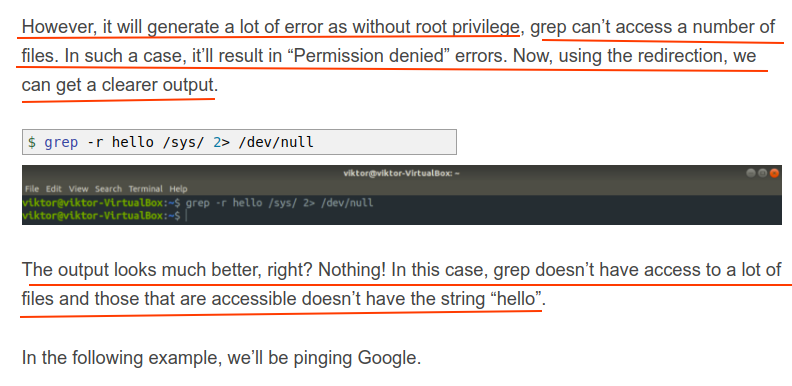 However, it will generate a lot of error as without root privilege, grep can’t access a number of
files. In such a case, it’ll result in “Permission denied” errors. Now, using the redirection, we
can get a clearer output.
$ grep -r hello /sys/ 2> /dev/null
viktor@viktor-VirtualBox: ~
File Edit View Search Terminal Help
viktor@viktor-VirtualBox:~$ grep -r hello /sys/ 2> /dev/null
viktor@viktor-VirtualBox:~$
The output looks much better, right? Nothing! In this case, grep doesn’t have access to a lot of
files and those that are accessible doesn’t have the string “hello”.
In the following example, we’ll be pinging Google.